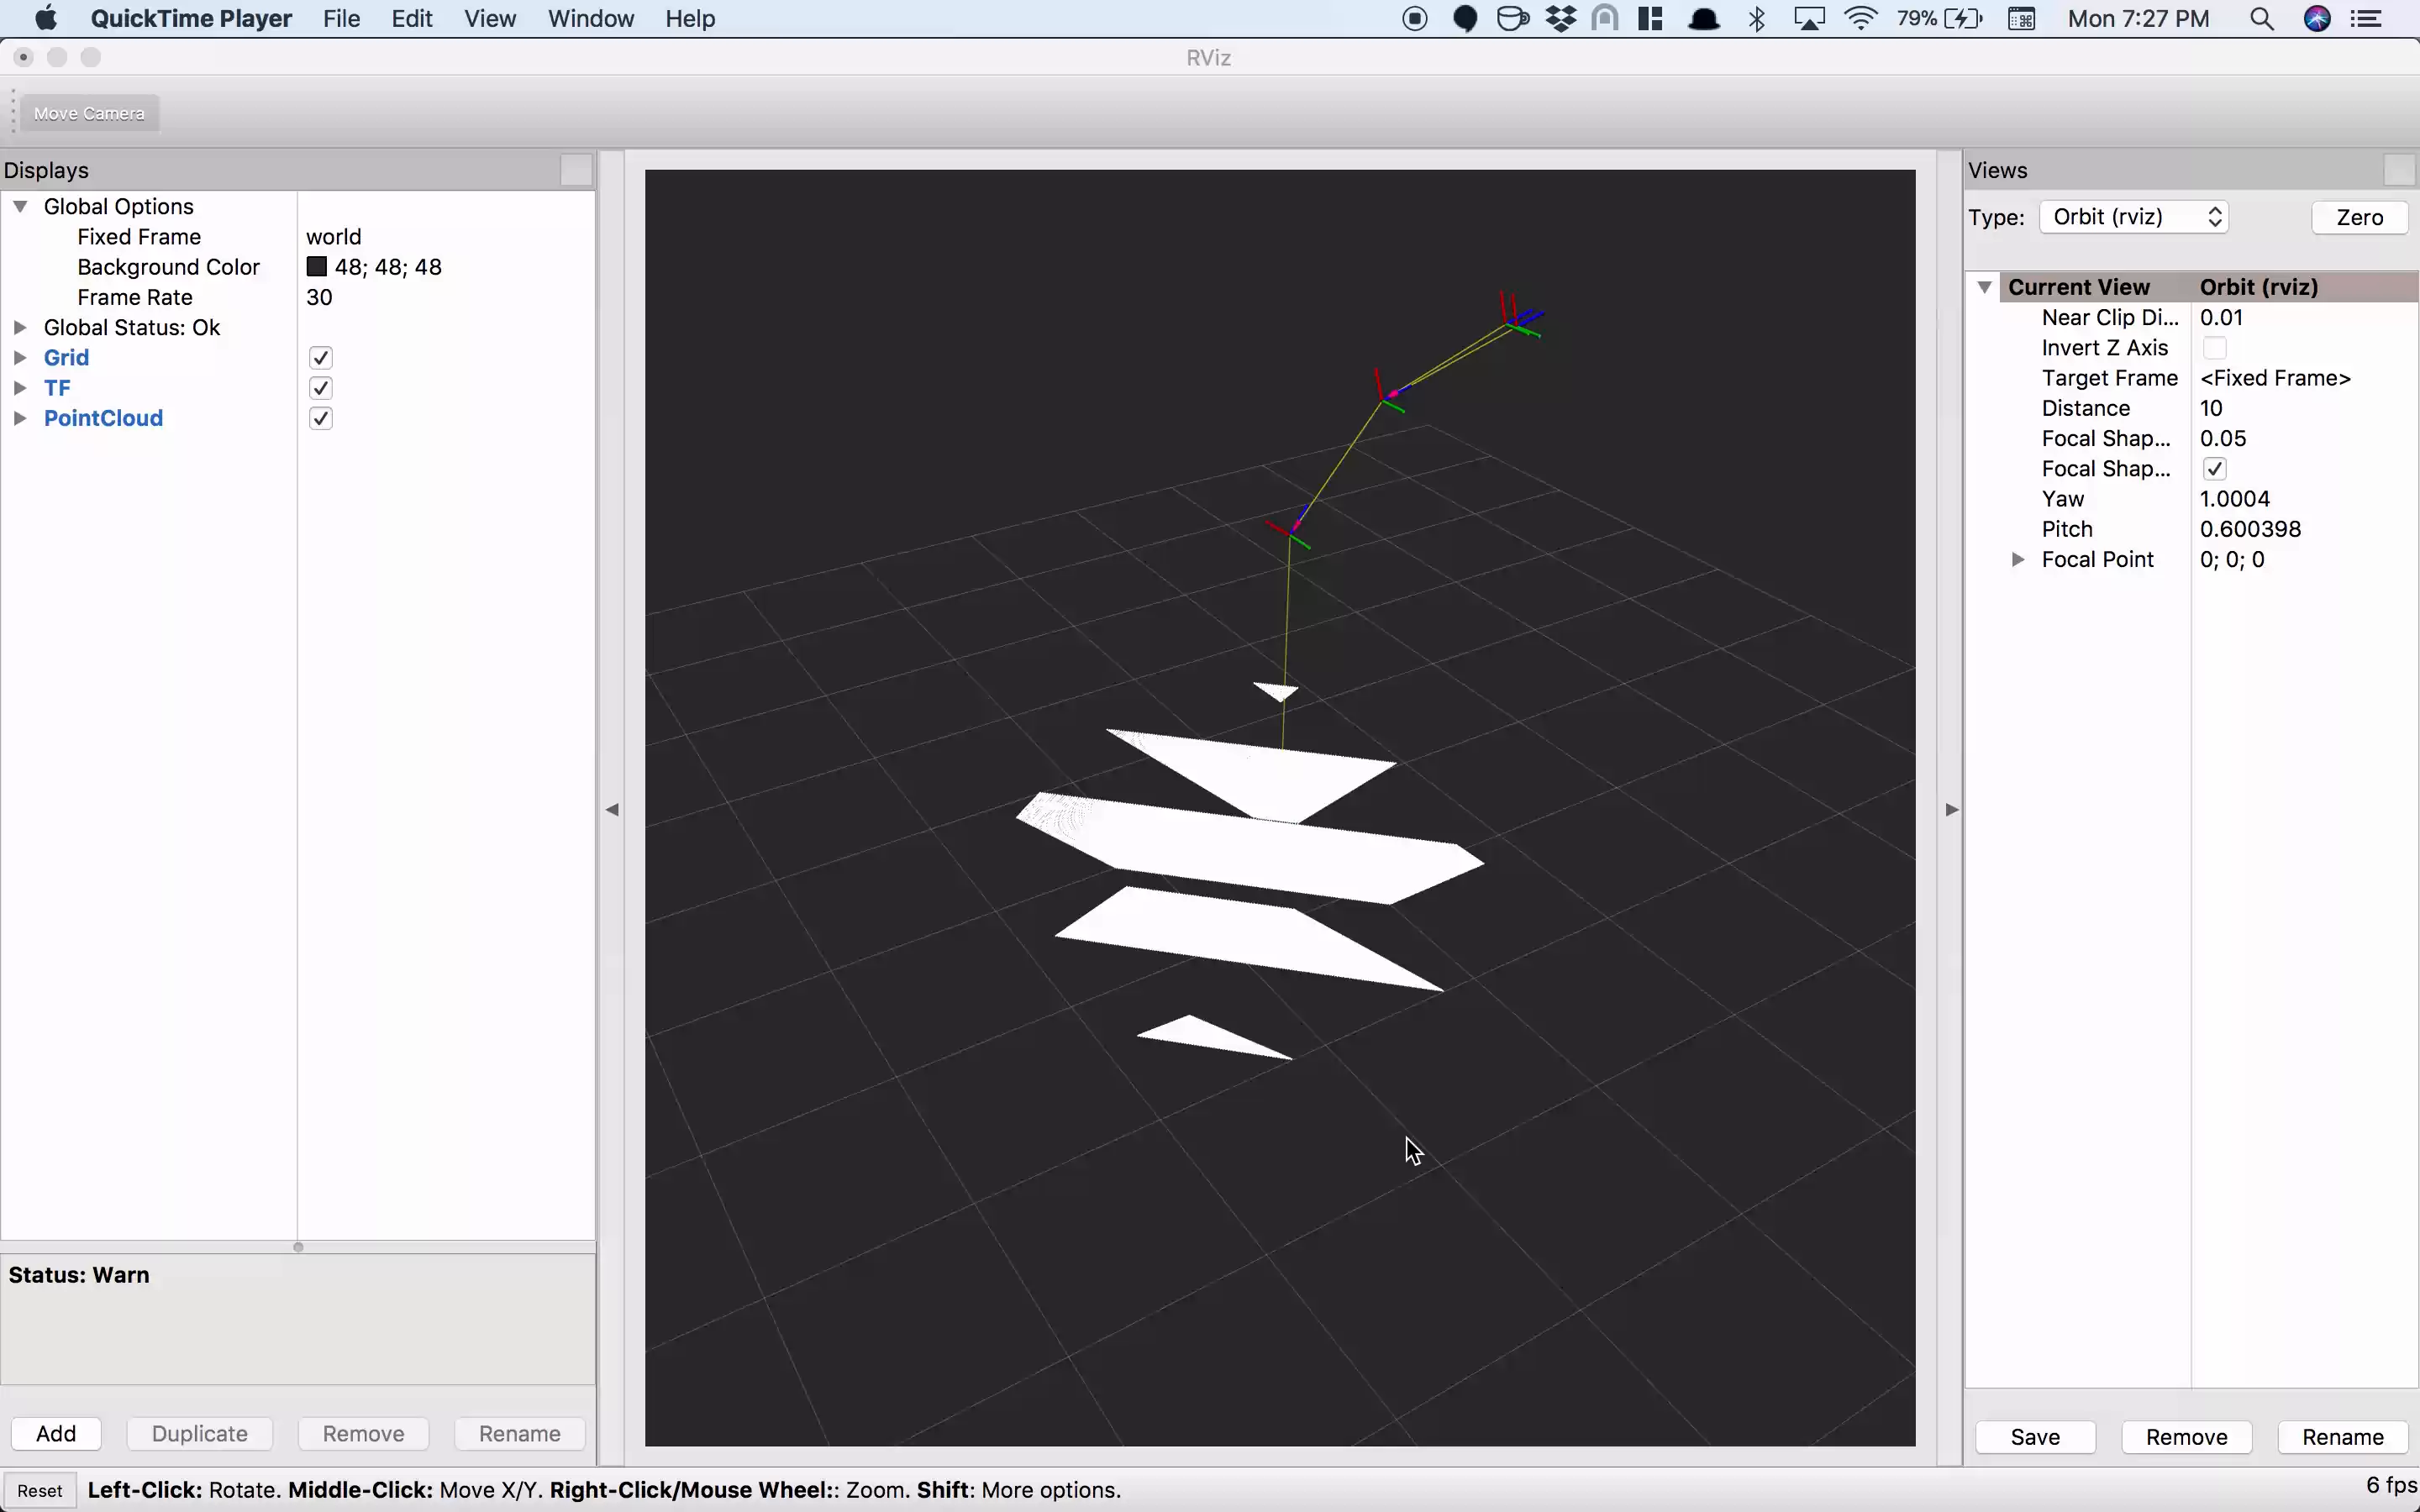 QuickTime Player File Edit View Window Help 79% Mon 7:27 PM
RViz
Move Camera
Displays
Global Options
Fixed Frame world
Background Color 48; 48; 48
Frame Rate 30
Global Status: Ok
Grid
TF
PointCloud
Status: Warn
Add Duplicate Remove Rename
Views
Type: Orbit (rviz) Zero
Current View Orbit (rviz)
Near Clip Di... 0.01
Invert Z Axis
Target Frame <Fixed Frame>
Distance 10
Focal Shap... 0.05
Focal Shap...
Yaw 1.0004
Pitch 0.600398
Focal Point 0; 0; 0
Save Remove Rename
Reset Left-Click: Rotate. Middle-Click: Move X/Y. Right-Click/Mouse Wheel:: Zoom. Shift: More options. 6 fps